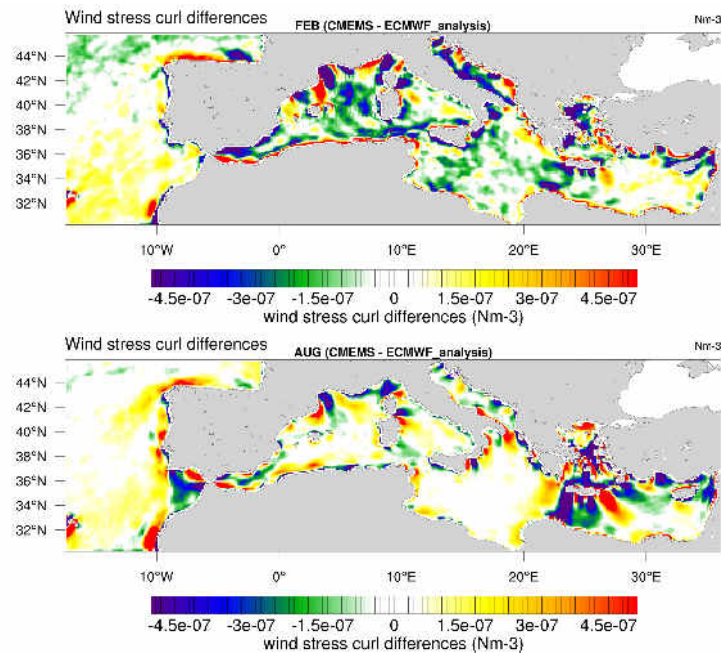 Wind stress curl differences
FEB (CMEMS - ECMWF_analysis)
Nm-3
44°N
42°N
40°N
38°N
36°N
34°N
32°N
10°W 0° 10°E 20°E 30°E
-4.5e-07 -3e-07 -1.5e-07 0 1.5e-07 3e-07 4.5e-07
wind stress curl differences (Nm-3)
Wind stress curl differences
AUG (CMEMS - ECMWF_analysis)
Nm-3
44°N
42°N
40°N
38°N
36°N
34°N
32°N
10°W 0° 10°E 20°E 30°E
-4.5e-07 -3e-07 -1.5e-07 0 1.5e-07 3e-07 4.5e-07
wind stress curl differences (Nm-3)